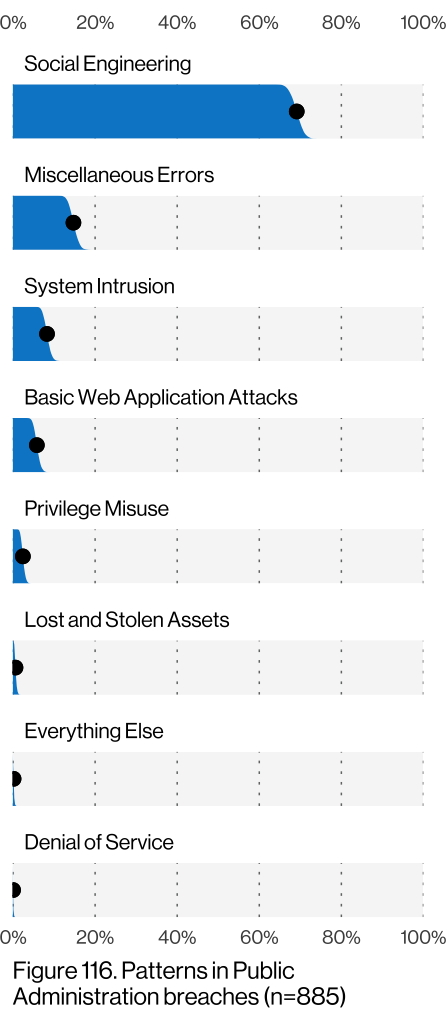 0% 20% 40% 60% 80% 100%
Social Engineering
Miscellaneous Errors
System Intrusion
Basic Web Application Attacks
Privilege Misuse
Lost and Stolen Assets
Everything Else
Denial of Service
0% 20% 40% 60% 80% 100%
Figure 116. Patterns in Public
Administration breaches (n=885)